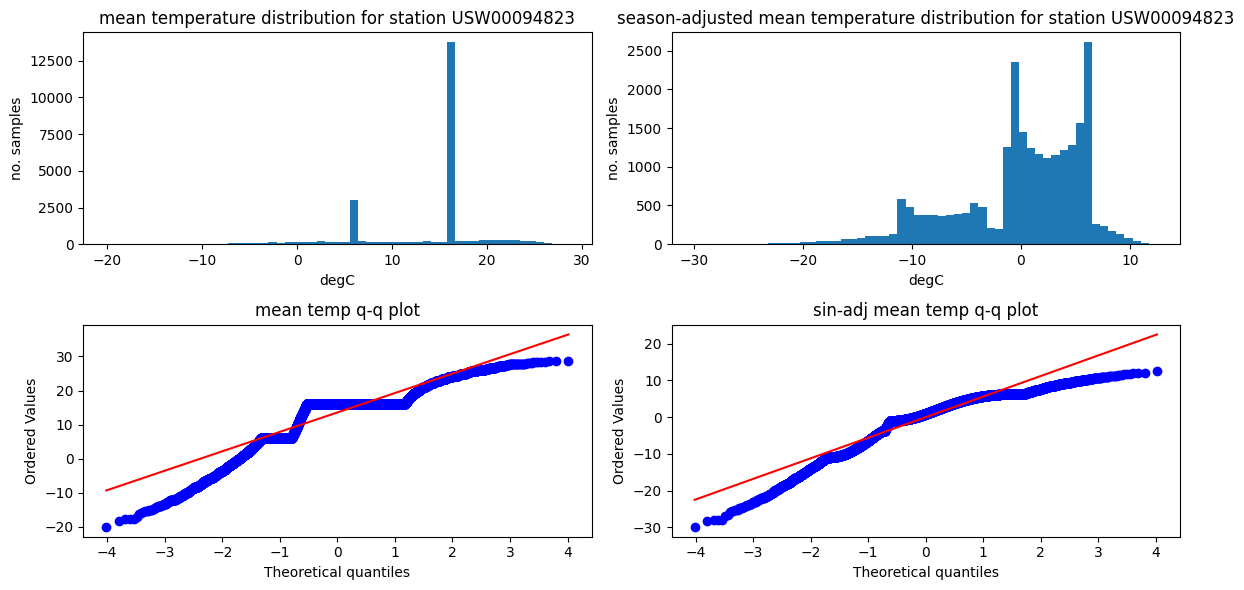 mean temperature distribution for station USW00094823
no. samples
12500
10000
7500
5000
2500
0
−20 −10 0 10 20 30
degC
season-adjusted mean temperature distribution for station USW00094823
no. samples
2500
2000
1500
1000
500
0
−30 −20 −10 0 10
degC
mean temp q-q plot
Ordered Values
30
20
10
0
−10
−20
−4 −3 −2 −1 0 1 2 3 4
Theoretical quantiles
sin-adj mean temp q-q plot
Ordered Values
20
10
0
−10
−20
−30
−4 −3 −2 −1 0 1 2 3 4
Theoretical quantiles